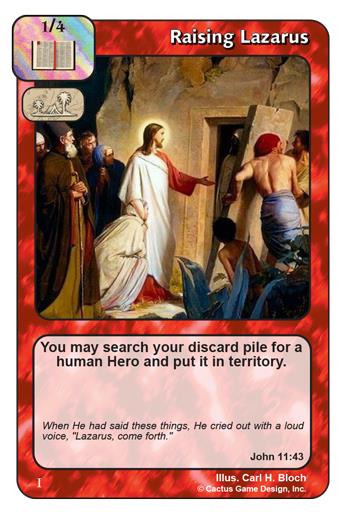 1/4
Raising Lazarus
You may search your discard pile for a
human Hero and put it in territory.
When He had said these things, He cried out with a loud
voice, "Lazarus, come forth."
John 11:43
I
Illus. Carl H. Bloch
© Cactus Game Design, Inc.